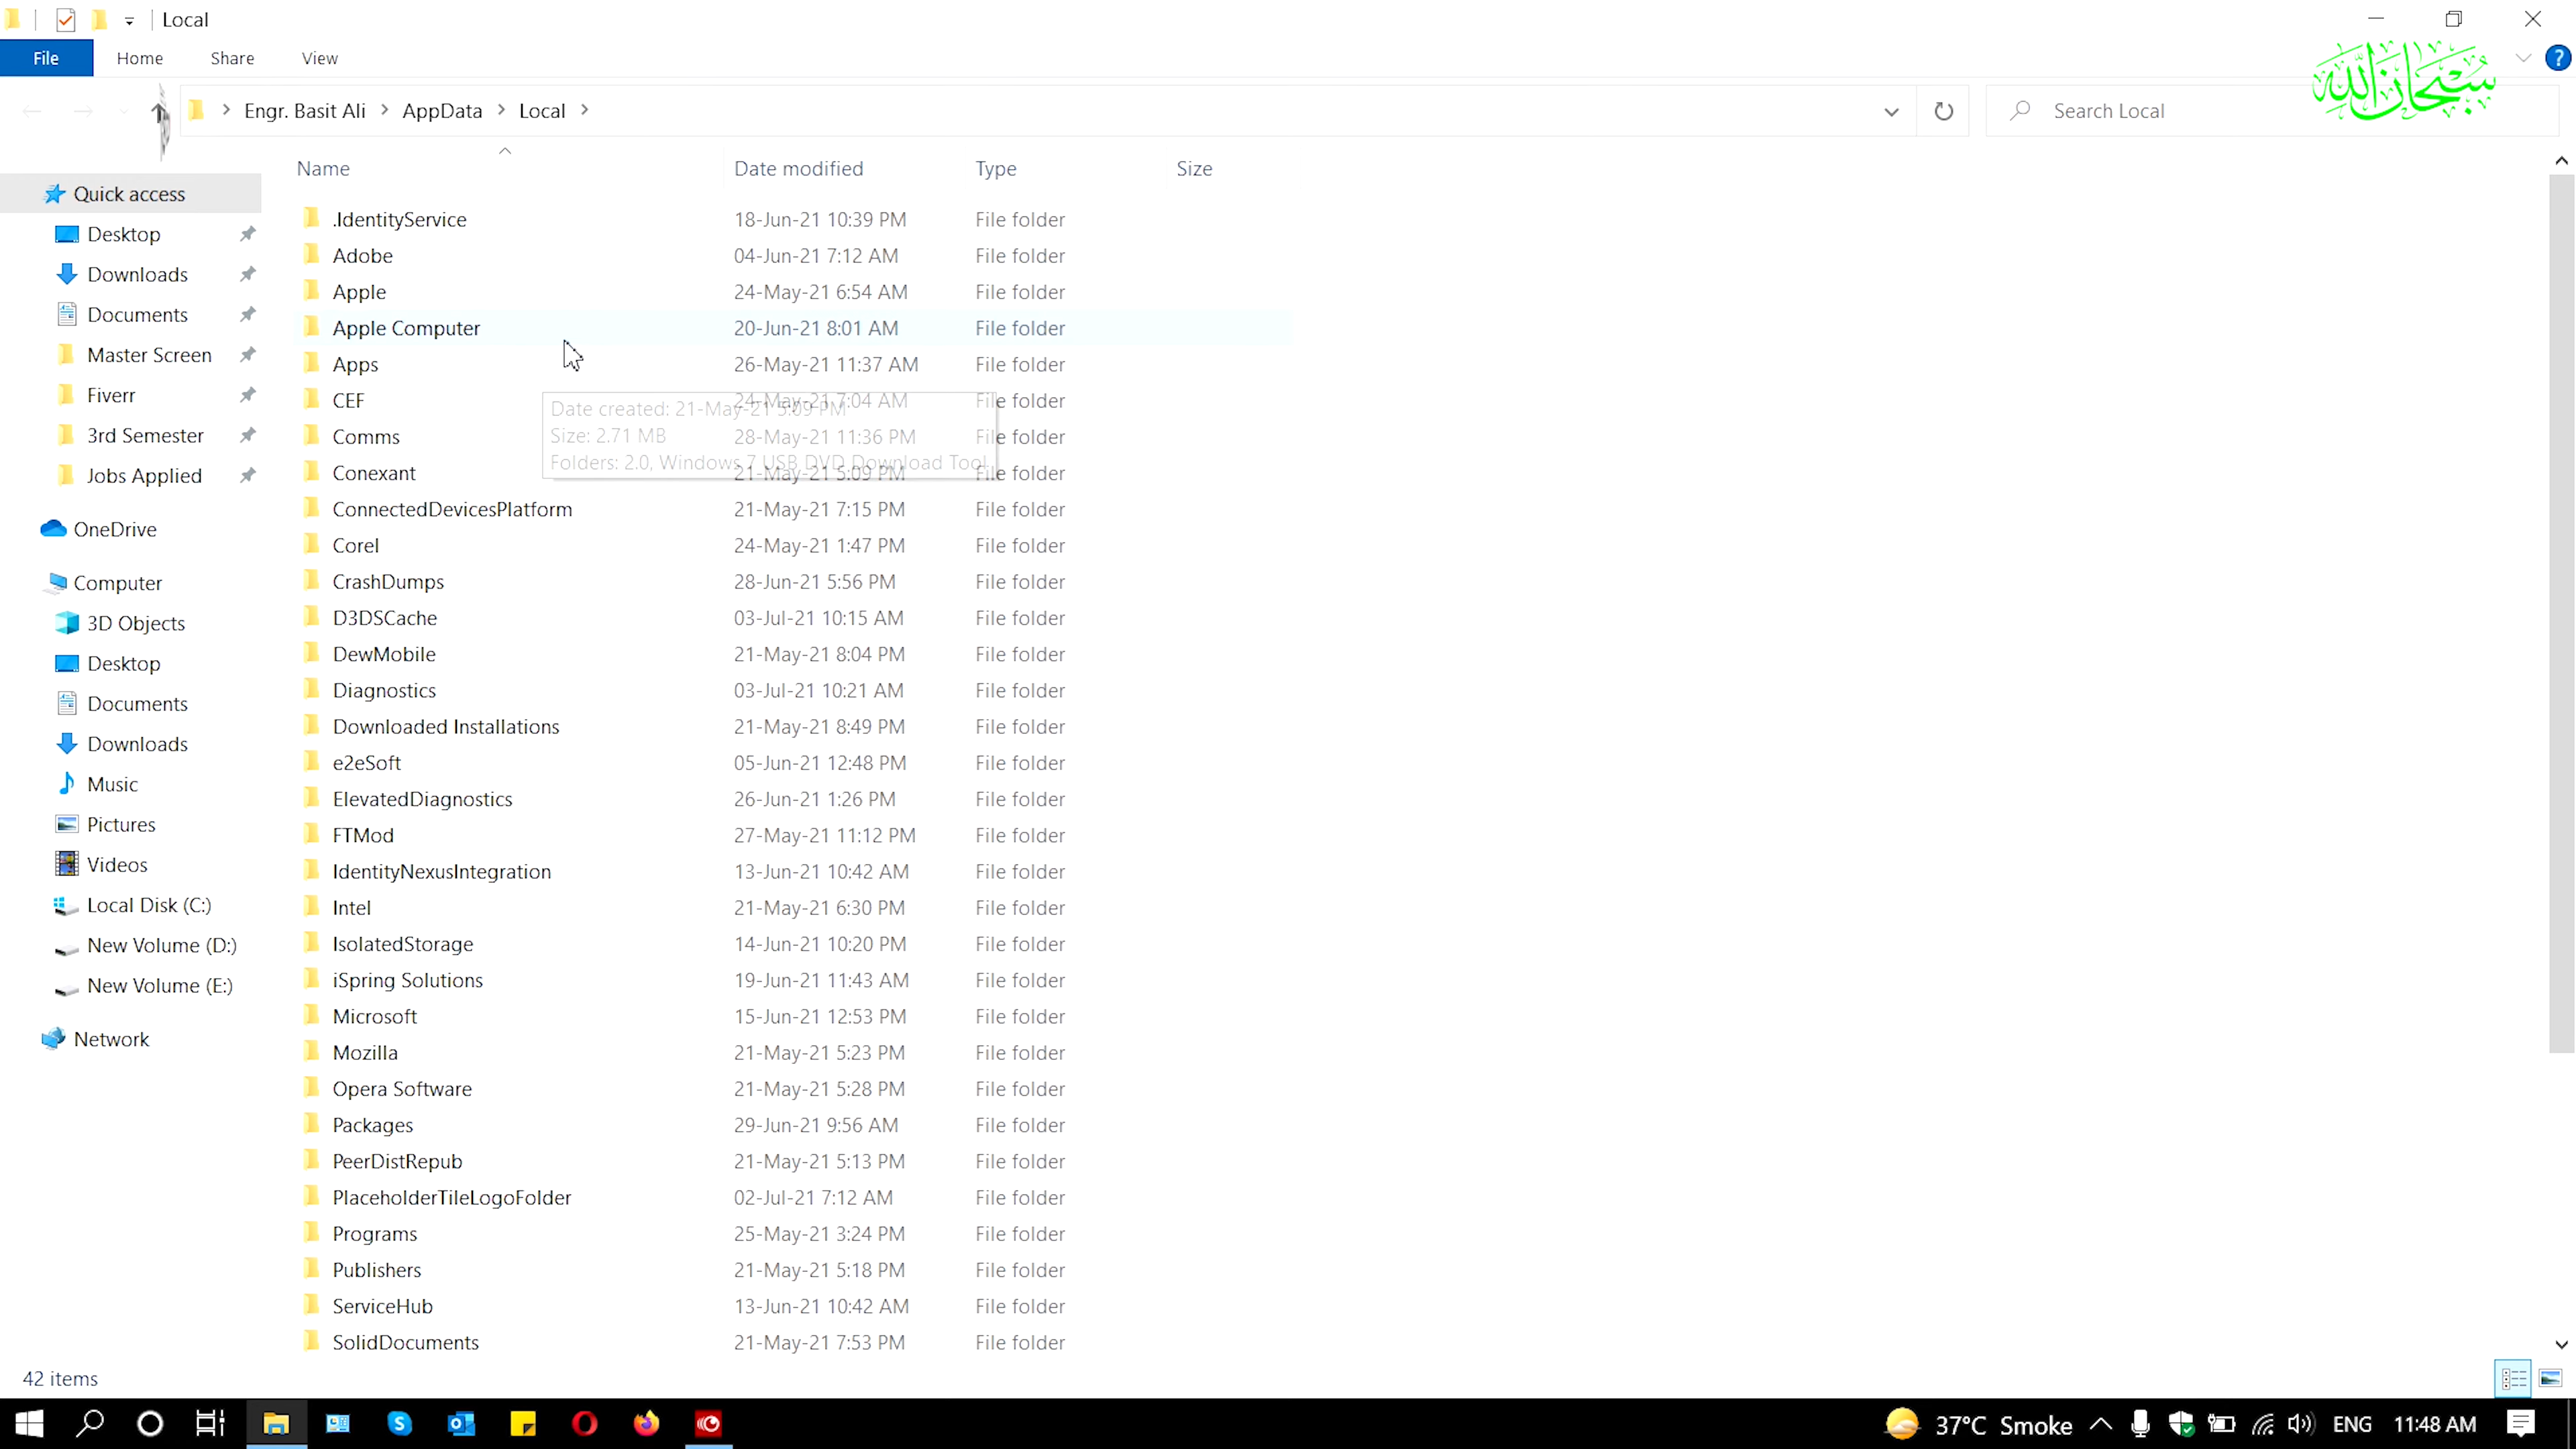 Local
File Home Share View
سبحان الله
Engr. Basit Ali AppData Local
Search Local
Name Date modified Type Size
Quick access
Desktop
Downloads
Documents
Master Screen
Fiverr
3rd Semester
Jobs Applied
OneDrive
Computer
3D Objects
Desktop
Documents
Downloads
Music
Pictures
Videos
Local Disk (C:)
New Volume (D:)
New Volume (E:)
Network
.IdentityService 18-Jun-21 10:39 PM File folder
Adobe 04-Jun-21 7:12 AM File folder
Apple 24-May-21 6:54 AM File folder
Apple Computer 20-Jun-21 8:01 AM File folder
Apps 26-May-21 11:37 AM File folder
CEF 24-May-21 7:04 AM File folder
Comms 28-May-21 11:36 PM File folder
Conexant 21-May-21 5:09 PM File folder
Date created: 21-May-21 5:09 PM
Size: 2.71 MB
Folders: 2.0, Windows 7 USB DVD Download Tool
ConnectedDevicesPlatform 21-May-21 7:15 PM File folder
Corel 24-May-21 1:47 PM File folder
CrashDumps 28-Jun-21 5:56 PM File folder
D3DSCache 03-Jul-21 10:15 AM File folder
DewMobile 21-May-21 8:04 PM File folder
Diagnostics 03-Jul-21 10:21 AM File folder
Downloaded Installations 21-May-21 8:49 PM File folder
e2eSoft 05-Jun-21 12:48 PM File folder
ElevatedDiagnostics 26-Jun-21 1:26 PM File folder
FTMod 27-May-21 11:12 PM File folder
IdentityNexusIntegration 13-Jun-21 10:42 AM File folder
Intel 21-May-21 6:30 PM File folder
IsolatedStorage 14-Jun-21 10:20 PM File folder
iSpring Solutions 19-Jun-21 11:43 AM File folder
Microsoft 15-Jun-21 12:53 PM File folder
Mozilla 21-May-21 5:23 PM File folder
Opera Software 21-May-21 5:28 PM File folder
Packages 29-Jun-21 9:56 AM File folder
PeerDistRepub 21-May-21 5:13 PM File folder
PlaceholderTileLogoFolder 02-Jul-21 7:12 AM File folder
Programs 25-May-21 3:24 PM File folder
Publishers 21-May-21 5:18 PM File folder
ServiceHub 13-Jun-21 10:42 AM File folder
SolidDocuments 21-May-21 7:53 PM File folder
42 items
37°C Smoke ENG 11:48 AM